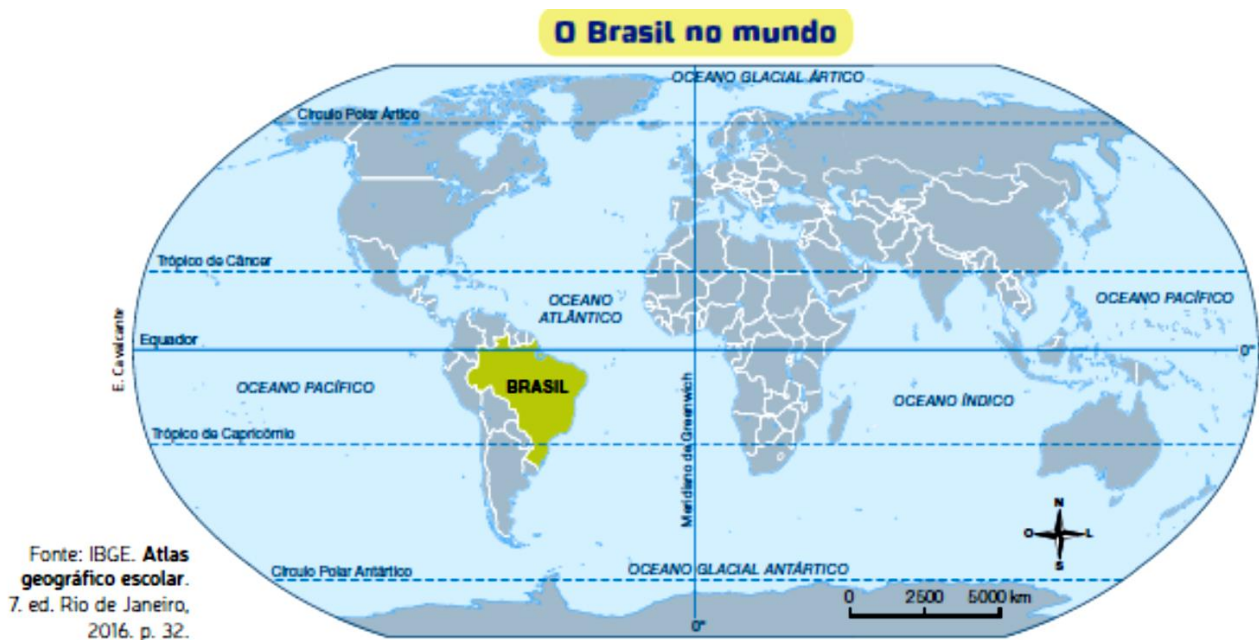 O Brasil no mundo
OCEANO GLACIAL ÁRTICO
Círculo Polar Ártico
Trópico de Câncer
OCEANO
ATLÂNTICO
OCEANO PACÍFICO
Equador
0°
E. Cavalcante
BRASIL
OCEANO PACÍFICO
OCEANO ÍNDICO
Meridiano de Greenwich
Trópico de Capricórnio
N
O
L
S
Fonte: IBGE. Atlas
geográfico escolar.
7. ed. Rio de Janeiro,
2016. p. 32.
Círculo Polar Antártico
OCEANO GLACIAL ANTÁRTICO
0 2500 5000 km
0°